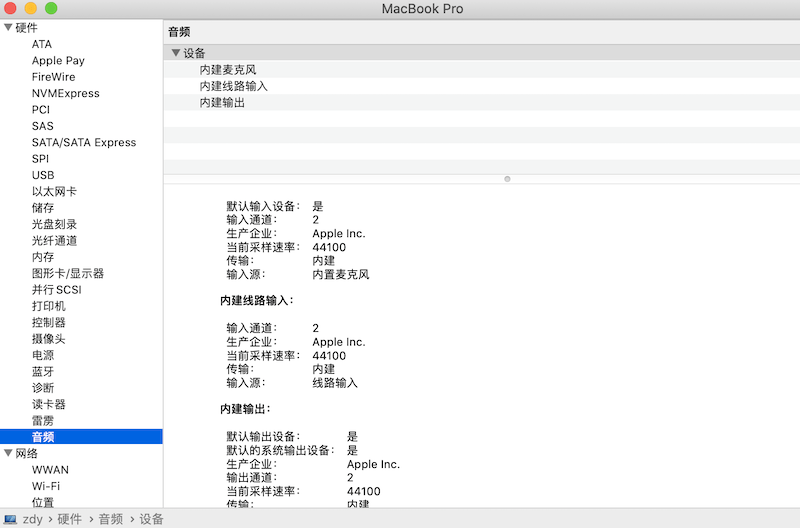 MacBook Pro
硬件
ATA
Apple Pay
FireWire
NVMExpress
PCI
SAS
SATA/SATA Express
SPI
USB
以太网卡
储存
光盘刻录
光纤通道
内存
图形卡/显示器
并行 SCSI
打印机
控制器
摄像头
电源
蓝牙
诊断
读卡器
雷雳
音频
网络
WWAN
Wi-Fi
位置
音频
设备
内建麦克风
内建线路输入
内建输出
默认输入设备: 是
输入通道: 2
生产企业: Apple Inc.
当前采样速率: 44100
传输: 内建
输入源: 内置麦克风
内建线路输入:
输入通道: 2
生产企业: Apple Inc.
当前采样速率: 44100
传输: 内建
输入源: 线路输入
内建输出:
默认输出设备: 是
默认的系统输出设备: 是
生产企业: Apple Inc.
输出通道: 2
当前采样速率: 44100
传输: 内建
zdy › 硬件 › 音频 › 设备